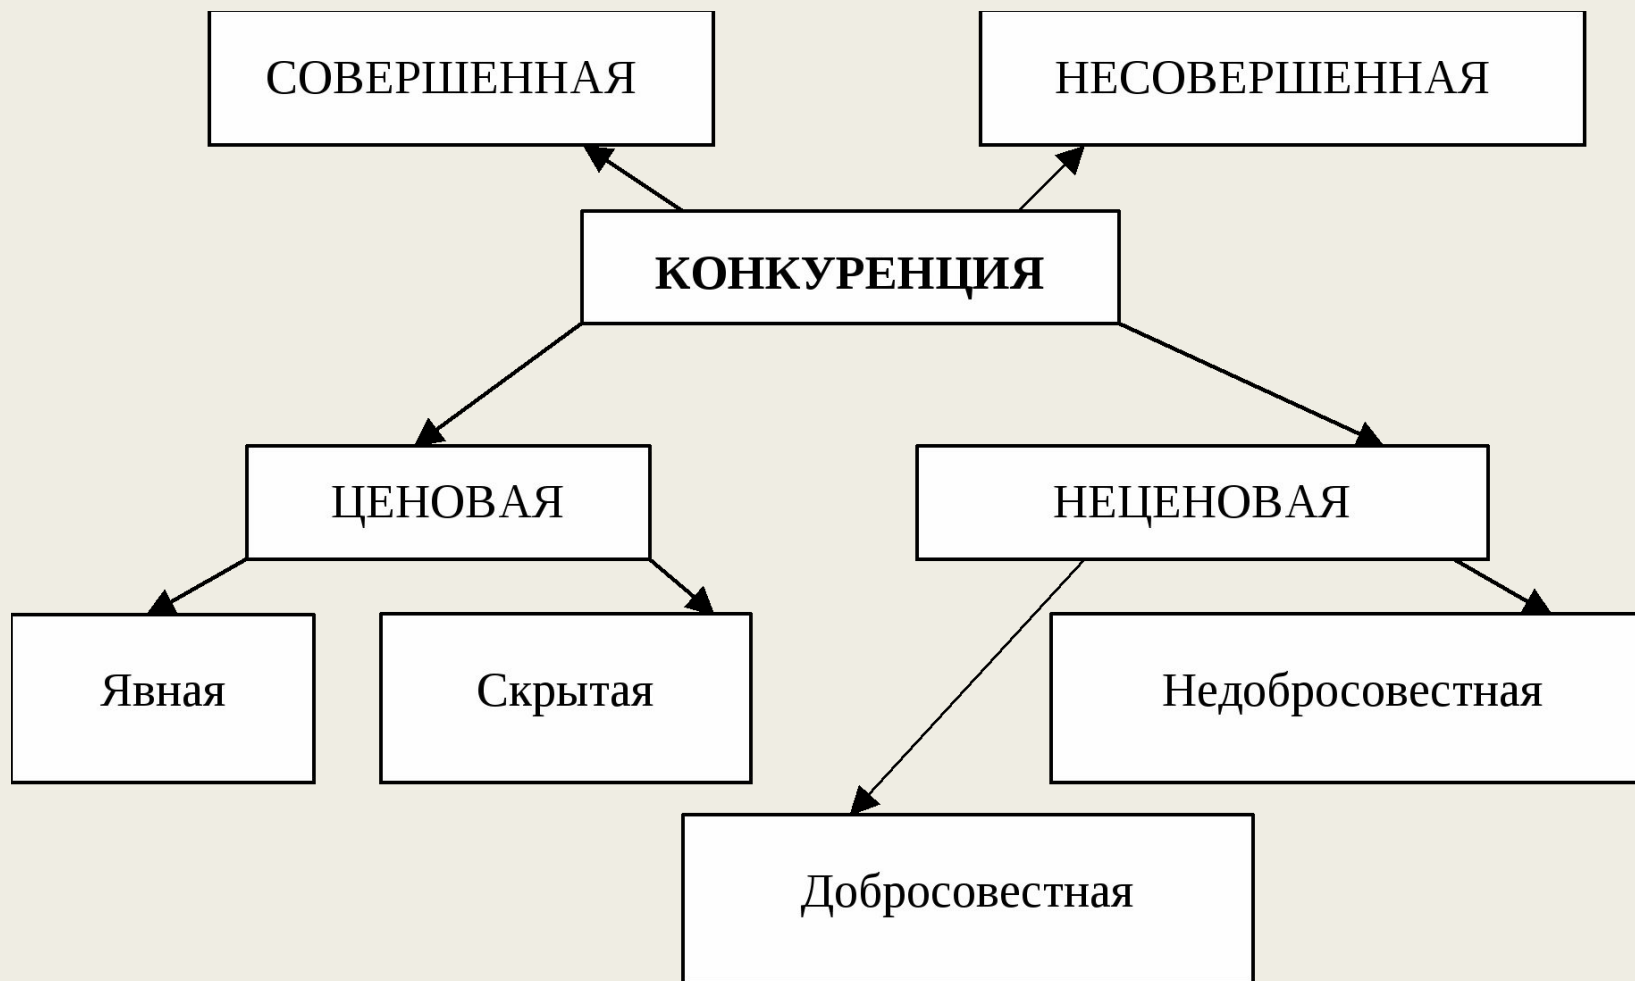 СОВЕРШЕННАЯ
НЕСОВЕРШЕННАЯ
КОНКУРЕНЦИЯ
ЦЕНОВАЯ
НЕЦЕНОВАЯ
Явная
Скрытая
Недобросовестная
Добросовестная